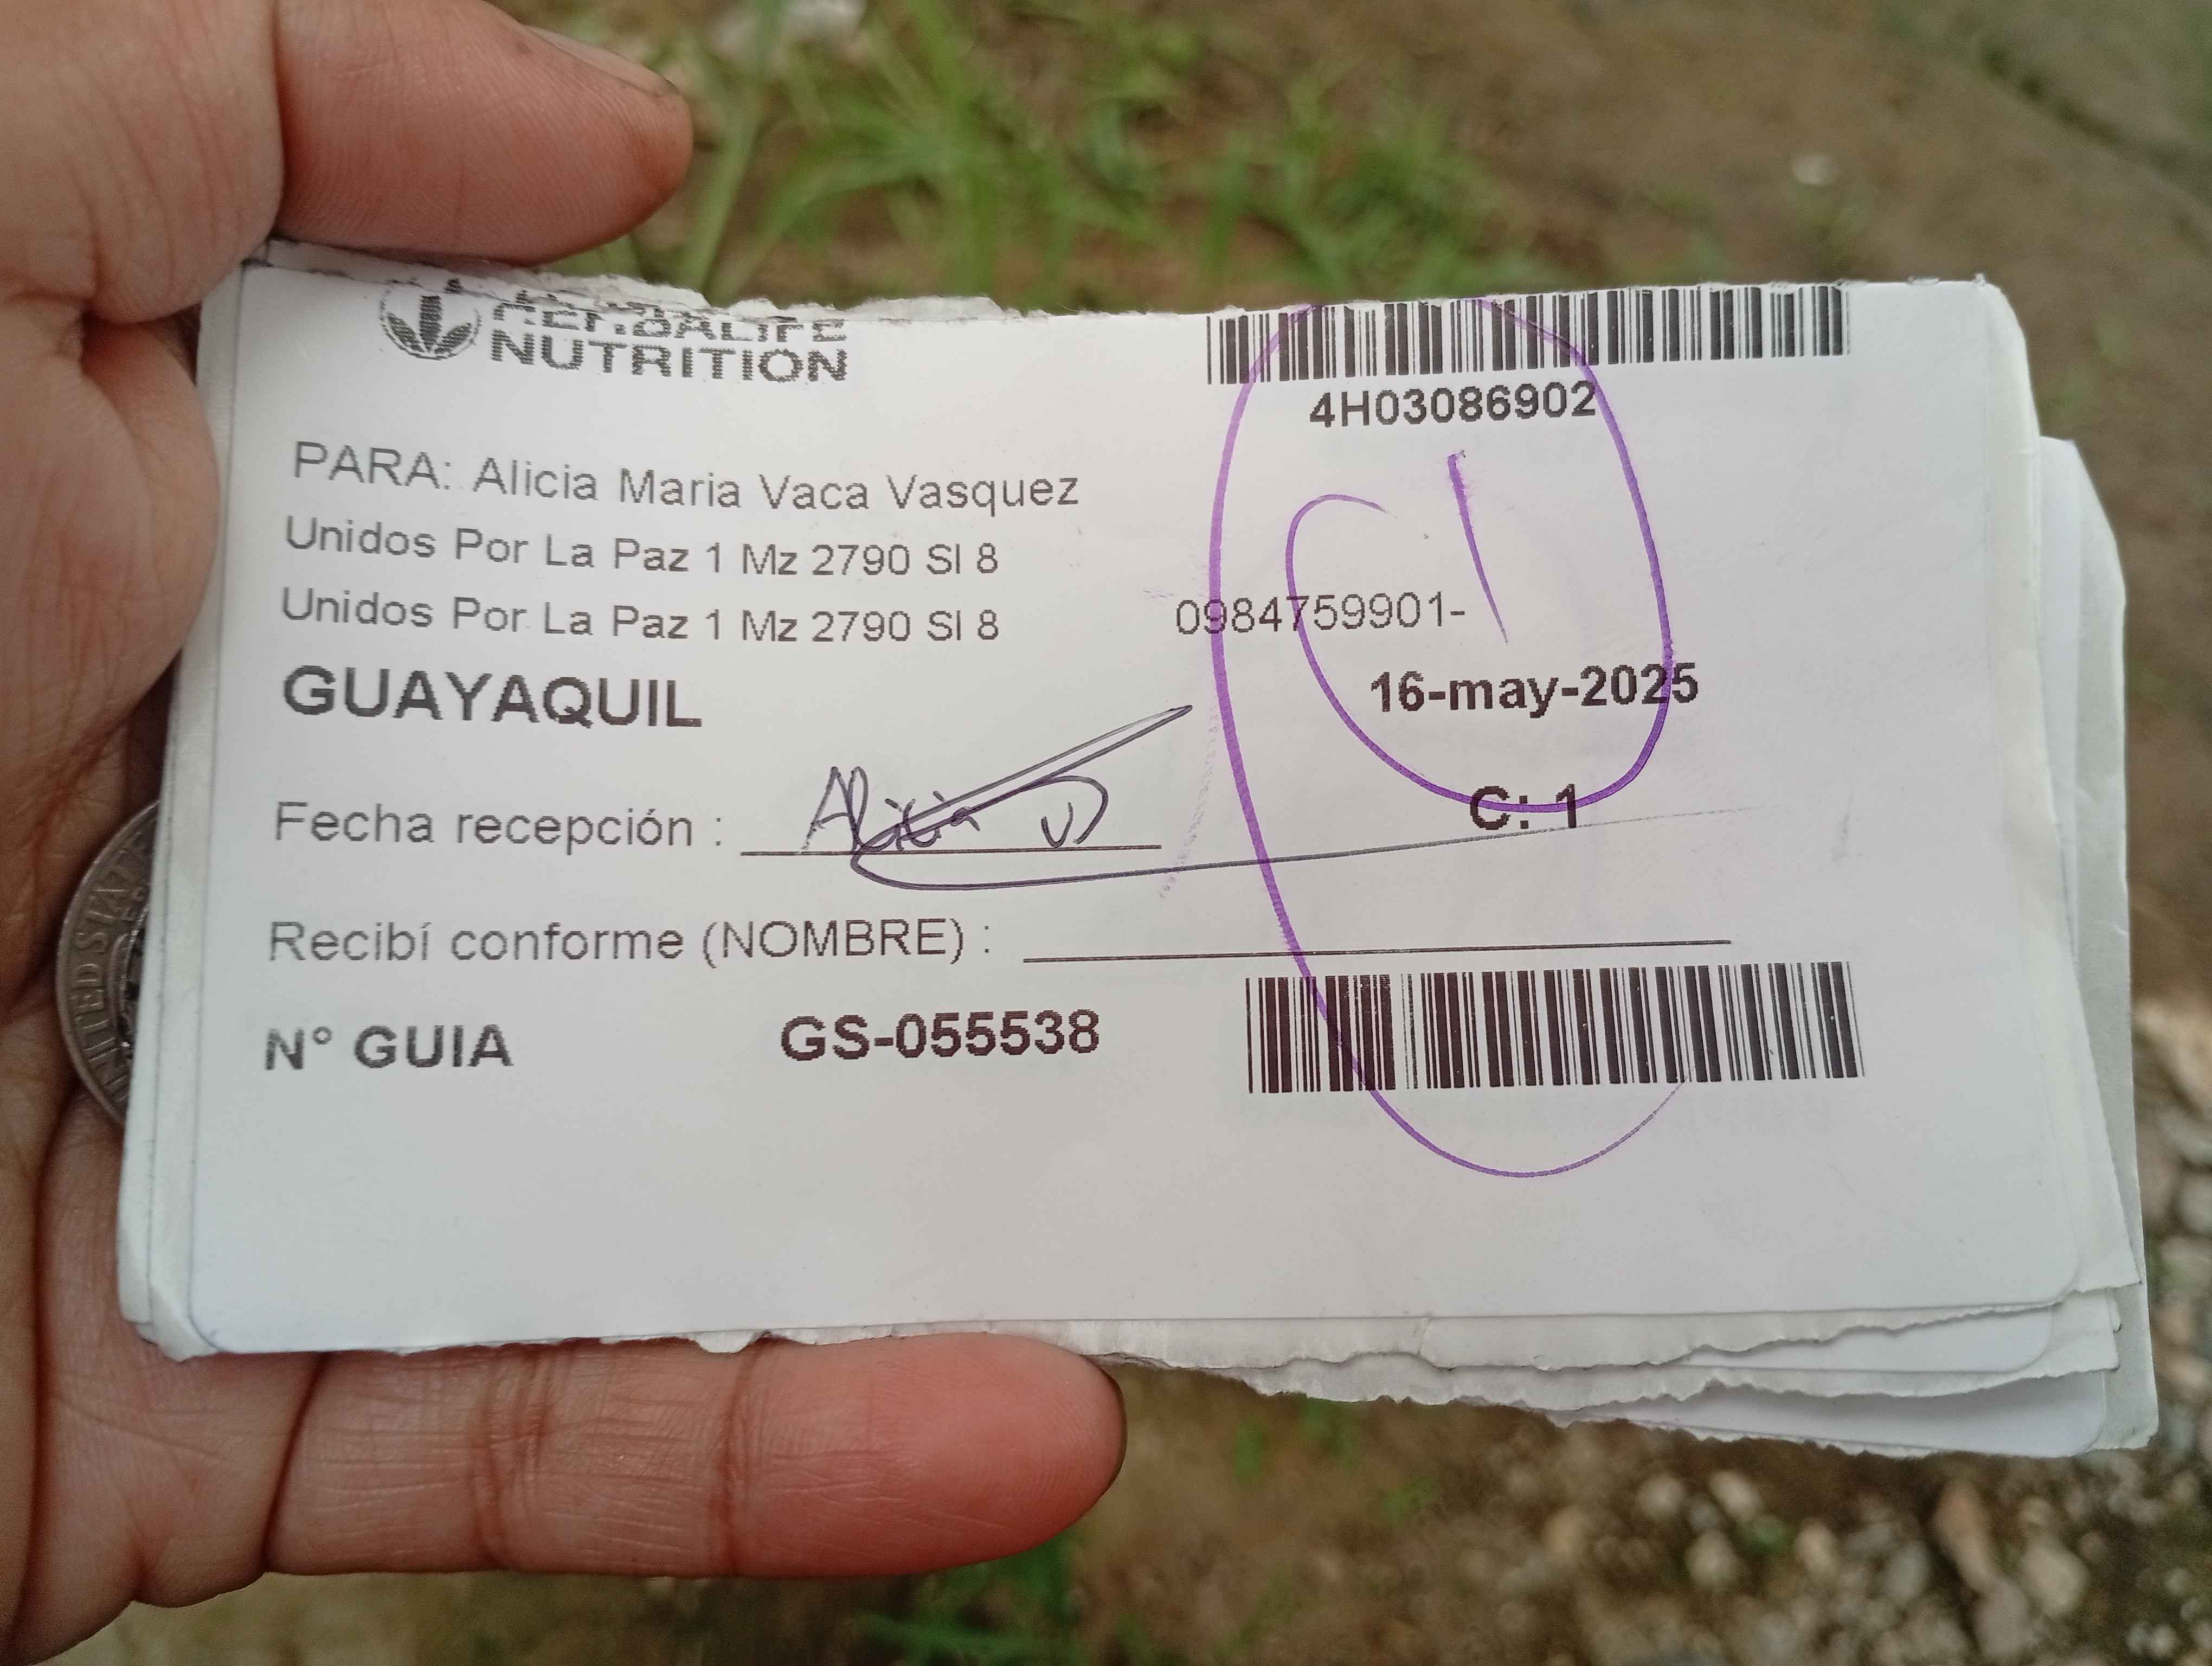 HERBALIFE
NUTRITION
4H03086902
PARA: Alicia Maria Vaca Vasquez
Unidos Por La Paz 1 Mz 2790 Sl 8
Unidos Por La Paz 1 Mz 2790 Sl 8
0984759901-
GUAYAQUIL
16-may-2025
C: 1
Fecha recepción : Alicia V
Recibí conforme (NOMBRE) :
N° GUIA GS-055538